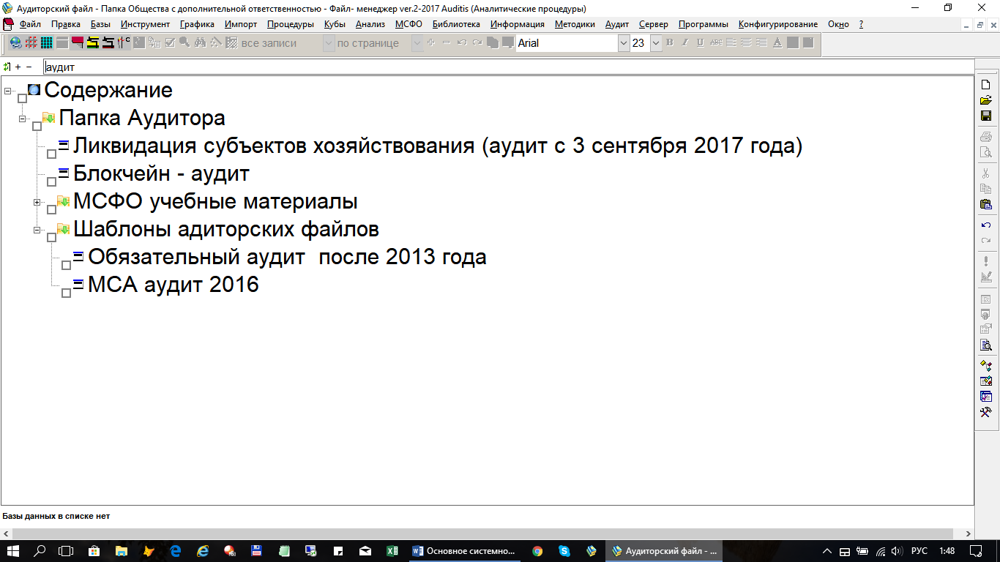 Аудиторский файл - Папка Общества с дополнительной ответственностью - Файл- менеджер ver.2-2017 Auditis (Аналитические процедуры)
Файл Правка Базы Инструмент Графика Импорт Процедуры Кубы Анализ МСФО Библиотека Информация Методики Аудит Сервер Программы Конфигурирование Окно ?
все записи по странице Arial 23 B I U ABC A
+ − аудит
Содержание
Папка Аудитора
Ликвидация субъектов хозяйствования (аудит с 3 сентября 2017 года)
Блокчейн - аудит
МСФО учебные материалы
Шаблоны адиторских файлов
Обязательный аудит после 2013 года
МСА аудит 2016
Базы данных в списке нет
Основное системно... Аудиторский файл - ... РУС 1:48